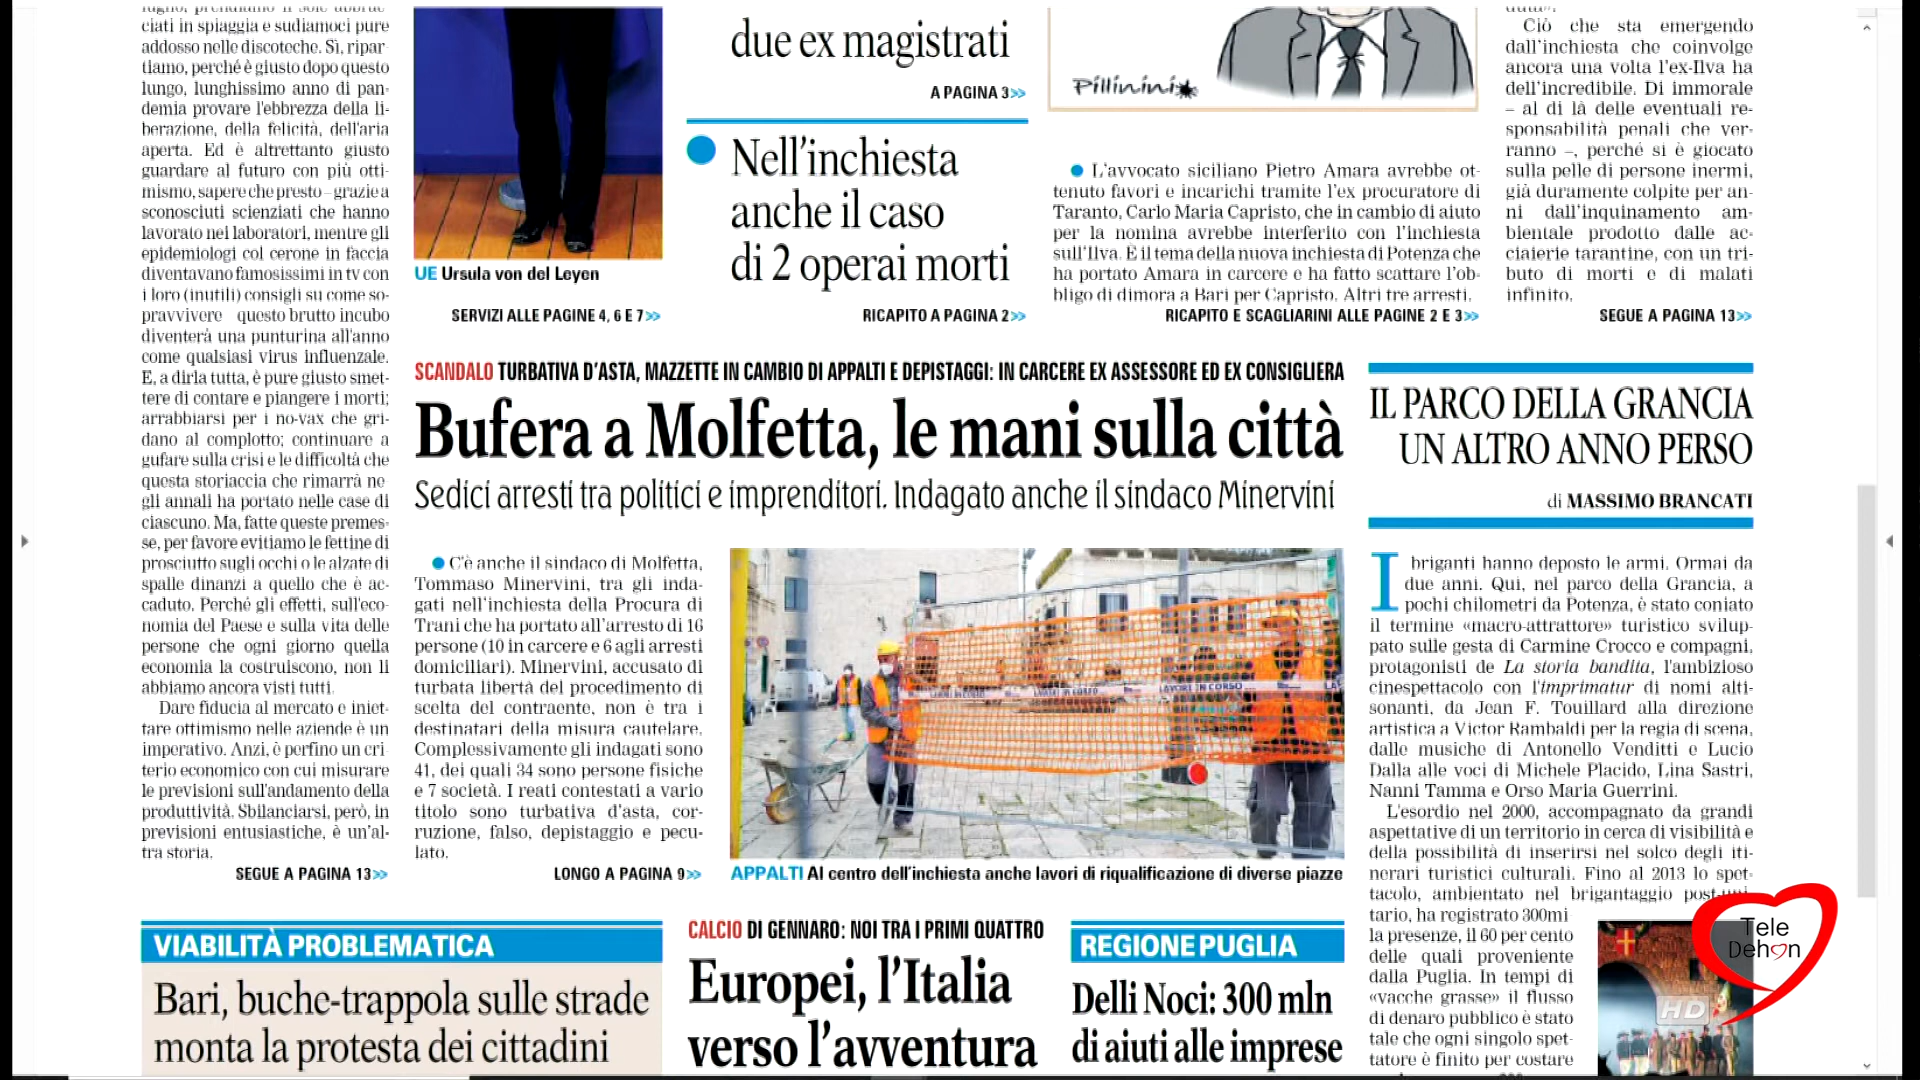 ciati in spiaggia e sudiamoci pure
addosso nelle discoteche. Sì, ripar-
tiamo, perché è giusto dopo questo
lungo, lunghissimo anno di pan-
demia provare l'ebbrezza della li-
berazione, della felicità, dell'aria
aperta. Ed è altrettanto giusto
guardare al futuro con più otti-
mismo, sapere che presto – grazie a
sconosciuti scienziati che hanno
lavorato nei laboratori, mentre gli
epidemiologi col cerone in faccia
diventavano famosissimi in tv con
i loro (inutili) consigli su come so-
pravvivere questo brutto incubo
diventerà una punturina all'anno
come qualsiasi virus influenzale.
E, a dirla tutta, è pure giusto smet-
tere di contare e piangere i morti;
arrabbiarsi per i no-vax che gri-
dano al complotto; continuare a
gufare sulla crisi e le difficoltà che
questa storiaccia che rimarrà ne
gli annali ha portato nelle case di
ciascuno. Ma, fatte queste premes-
se, per favore evitiamo le fettine di
prosciutto sugli occhi o le alzate di
spalle dinanzi a quello che è ac-
caduto. Perché gli effetti, sull'eco-
nomia del Paese e sulla vita delle
persone che ogni giorno quella
economia la costruiscono, non li
abbiamo ancora visti tutti.
Dare fiducia al mercato e iniet-
tare ottimismo nelle aziende è un
imperativo. Anzi, è perfino un cri-
terio economico con cui misurare
le previsioni sull'andamento della
produttività. Sbilanciarsi, però, in
previsioni entusiastiche, è un'al-
tra storia.
SEGUE A PAGINA 13>>
UE Ursula von del Leyen
SERVIZI ALLE PAGINE 4, 6 E 7>>
due ex magistrati
A PAGINA 3>>
Nell'inchiesta
anche il caso
di 2 operai morti
RICAPITO A PAGINA 2>>
Pillinini
L'avvocato siciliano Pietro Amara avrebbe ot-
tenuto favori e incarichi tramite l'ex procuratore di
Taranto, Carlo Maria Capristo, che in cambio di aiuto
per la nomina avrebbe interferito con l'inchiesta
sull'Ilva. È il tema della nuova inchiesta di Potenza che
ha portato Amara in carcere e ha fatto scattare l'ob-
bligo di dimora a Bari per Capristo. Altri tre arresti.
RICAPITO E SCAGLIARINI ALLE PAGINE 2 E 3>>
Ciò che sta emergendo
dall'inchiesta che coinvolge
ancora una volta l'ex-Ilva ha
dell'incredibile. Di immorale
– al di là delle eventuali re-
sponsabilità penali che ver-
ranno –, perché si è giocato
sulla pelle di persone inermi,
già duramente colpite per an-
ni dall'inquinamento am-
bientale prodotto dalle ac-
ciaierie tarantine, con un tri-
buto di morti e di malati
infinito.
SEGUE A PAGINA 13>>
SCANDALO TURBATIVA D'ASTA, MAZZETTE IN CAMBIO DI APPALTI E DEPISTAGGI: IN CARCERE EX ASSESSORE ED EX CONSIGLIERA
Bufera a Molfetta, le mani sulla città
Sedici arresti tra politici e imprenditori. Indagato anche il sindaco Minervini
C'è anche il sindaco di Molfetta,
Tommaso Minervini, tra gli inda-
gati nell'inchiesta della Procura di
Trani che ha portato all'arresto di 16
persone (10 in carcere e 6 agli arresti
domiciliari). Minervini, accusato di
turbata libertà del procedimento di
scelta del contraente, non è tra i
destinatari della misura cautelare.
Complessivamente gli indagati sono
41, dei quali 34 sono persone fisiche
e 7 società. I reati contestati a vario
titolo sono turbativa d'asta, cor-
ruzione, falso, depistaggio e pecu-
lato.
LONGO A PAGINA 9>>
LAVORI IN CORSO
APPALTI Al centro dell'inchiesta anche lavori di riqualificazione di diverse piazze
IL PARCO DELLA GRANCIA
UN ALTRO ANNO PERSO
di MASSIMO BRANCATI
I briganti hanno deposto le armi. Ormai da
due anni. Qui, nel parco della Grancia, a
pochi chilometri da Potenza, è stato coniato
il termine «macro-attrattore» turistico svilup-
pato sulle gesta di Carmine Crocco e compagni,
protagonisti de La storia bandita, l'ambizioso
cinespettacolo con l'imprimatur di nomi alti-
sonanti, da Jean F. Touillard alla direzione
artistica a Victor Rambaldi per la regia di scena,
dalle musiche di Antonello Venditti e Lucio
Dalla alle voci di Michele Placido, Lina Sastri,
Nanni Tamma e Orso Maria Guerrini.
L'esordio nel 2000, accompagnato da grandi
aspettative di un territorio in cerca di visibilità e
della possibilità di inserirsi nel solco degli iti-
nerari turistici culturali. Fino al 2013 lo spet-
tacolo, ambientato nel brigantaggio post-uni-
tario, ha registrato 300mi
la presenze, il 60 per cento
delle quali proveniente
dalla Puglia. In tempi di
«vacche grasse» il flusso
di denaro pubblico è stato
tale che ogni singolo spet-
tatore è finito per costare
VIABILITÀ PROBLEMATICA
Bari, buche-trappola sulle strade
monta la protesta dei cittadini
CALCIO DI GENNARO: NOI TRA I PRIMI QUATTRO
Europei, l'Italia
verso l'avventura
REGIONE PUGLIA
Delli Noci: 300 mln
di aiuti alle imprese
Tele
Dehon
HD